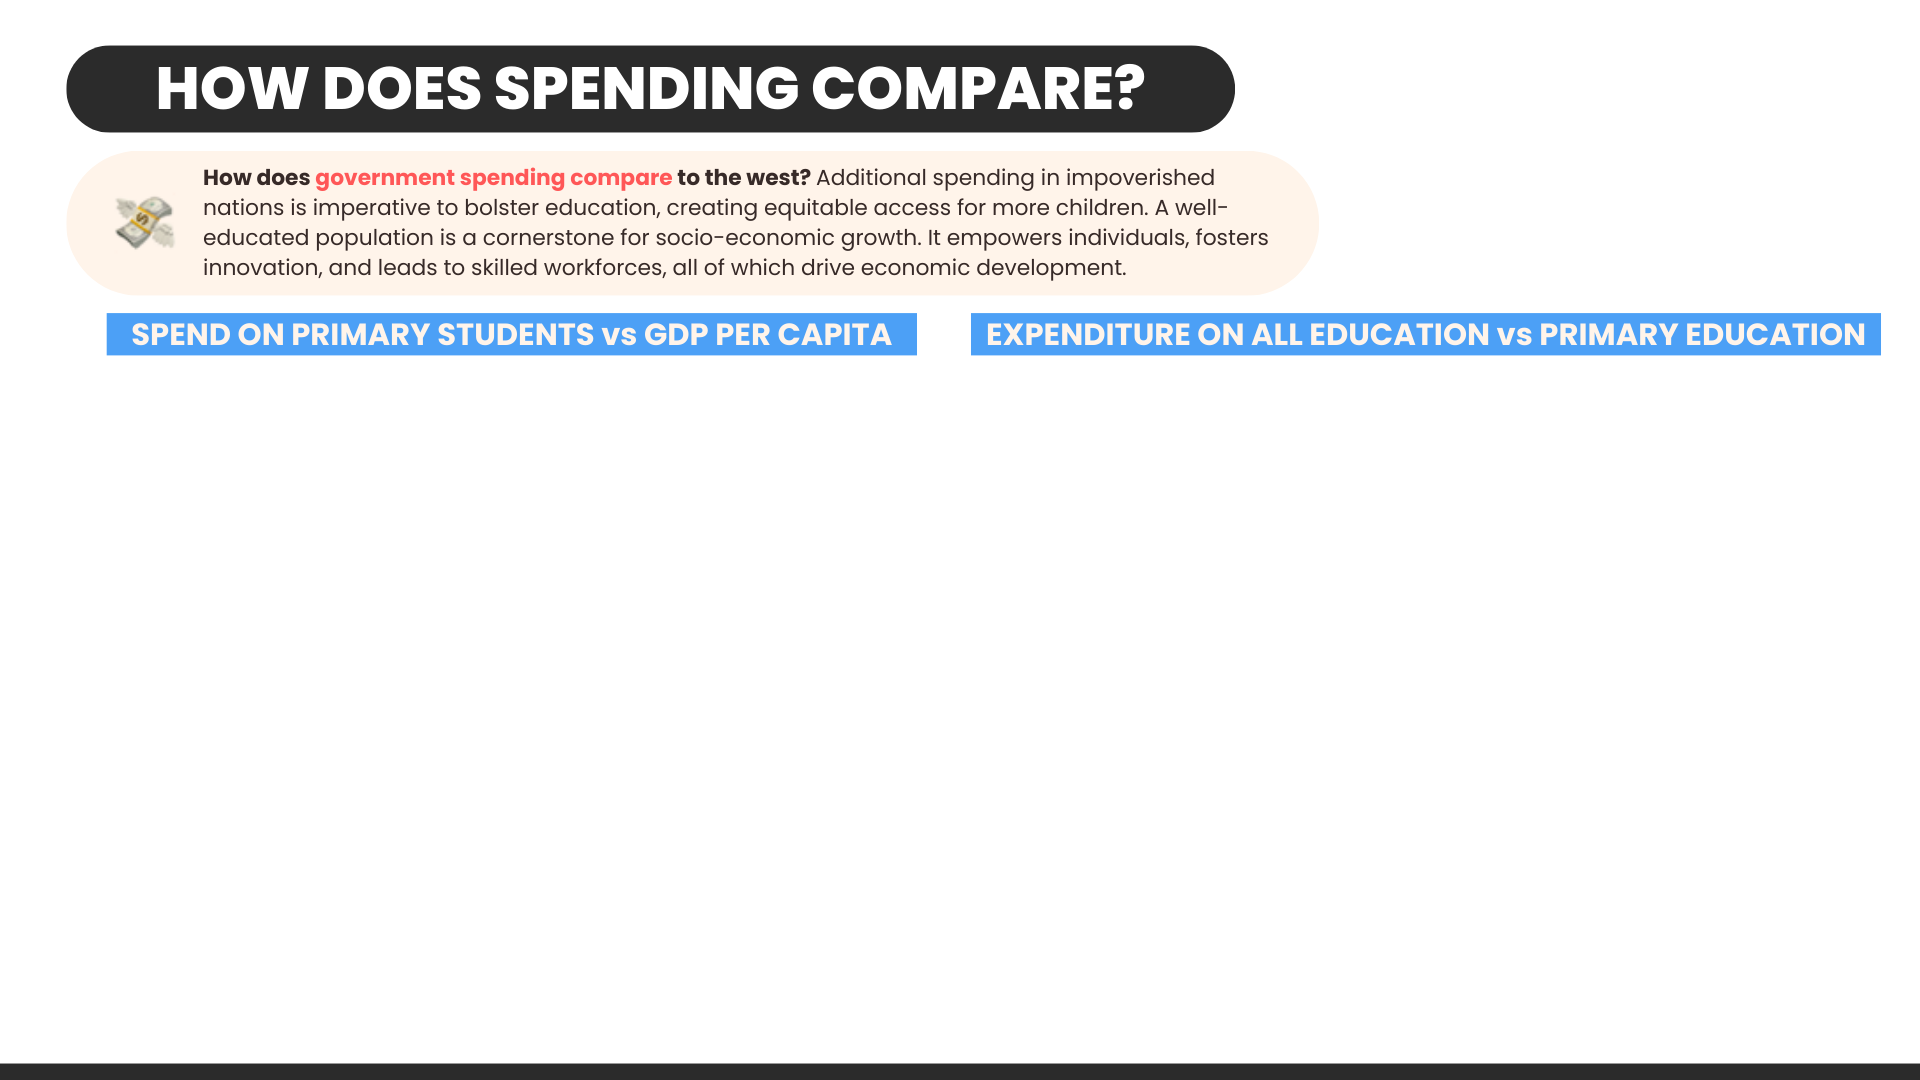 HOW DOES SPENDING COMPARE?
How does government spending compare to the west? Additional spending in impoverished
nations is imperative to bolster education, creating equitable access for more children. A well-
educated population is a cornerstone for socio-economic growth. It empowers individuals, fosters
innovation, and leads to skilled workforces, all of which drive economic development.
SPEND ON PRIMARY STUDENTS vs GDP PER CAPITA
EXPENDITURE ON ALL EDUCATION vs PRIMARY EDUCATION